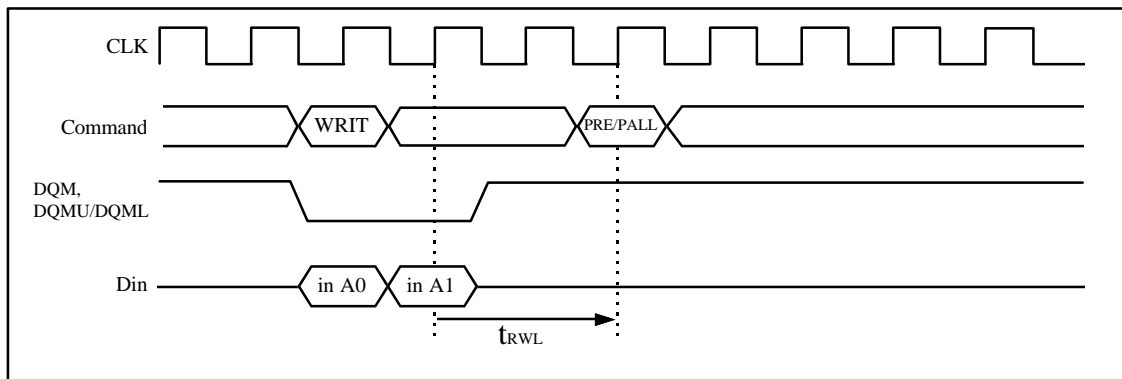 CLK
Command
WRIT
PRE/PALL
DQM,
DQMU/DQML
Din
in A0
in A1
tRWL